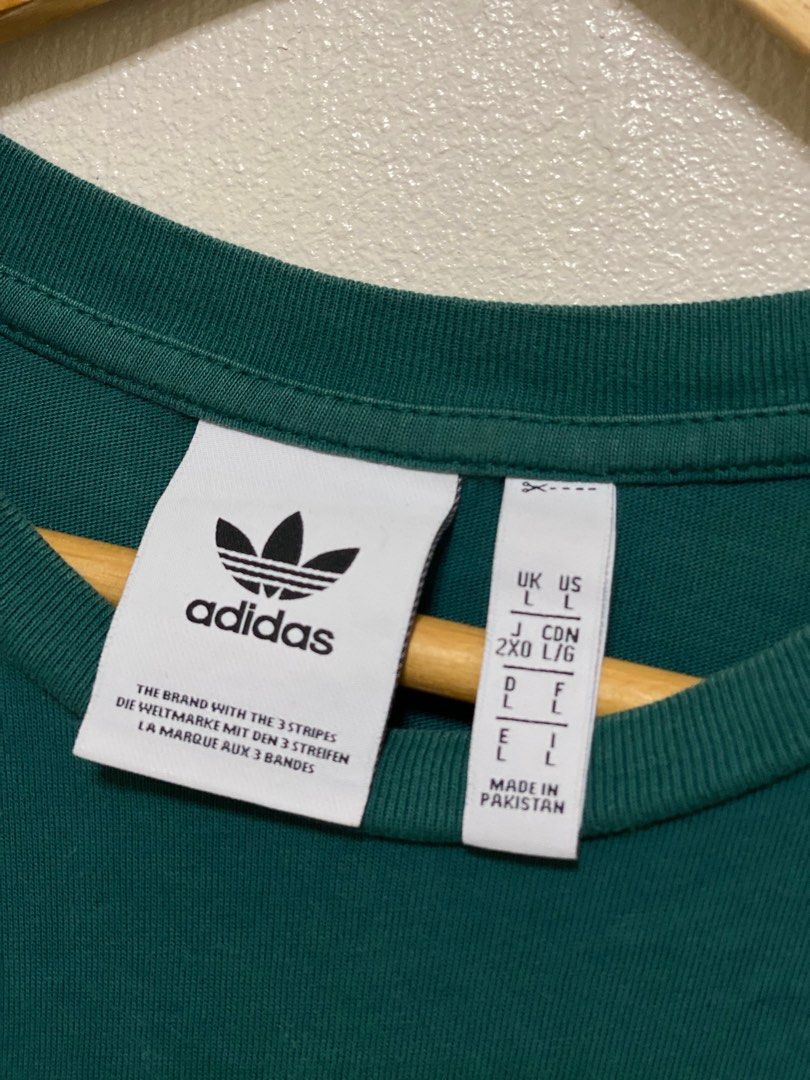 adidas
THE BRAND WITH THE 3 STRIPES
DIE WELTMARKE MIT DEN 3 STREIFEN
LA MARQUE AUX 3 BANDES
UK US
L L
J CDN
2XO L/G
D F
L L
E I
L L
MADE IN
PAKISTAN